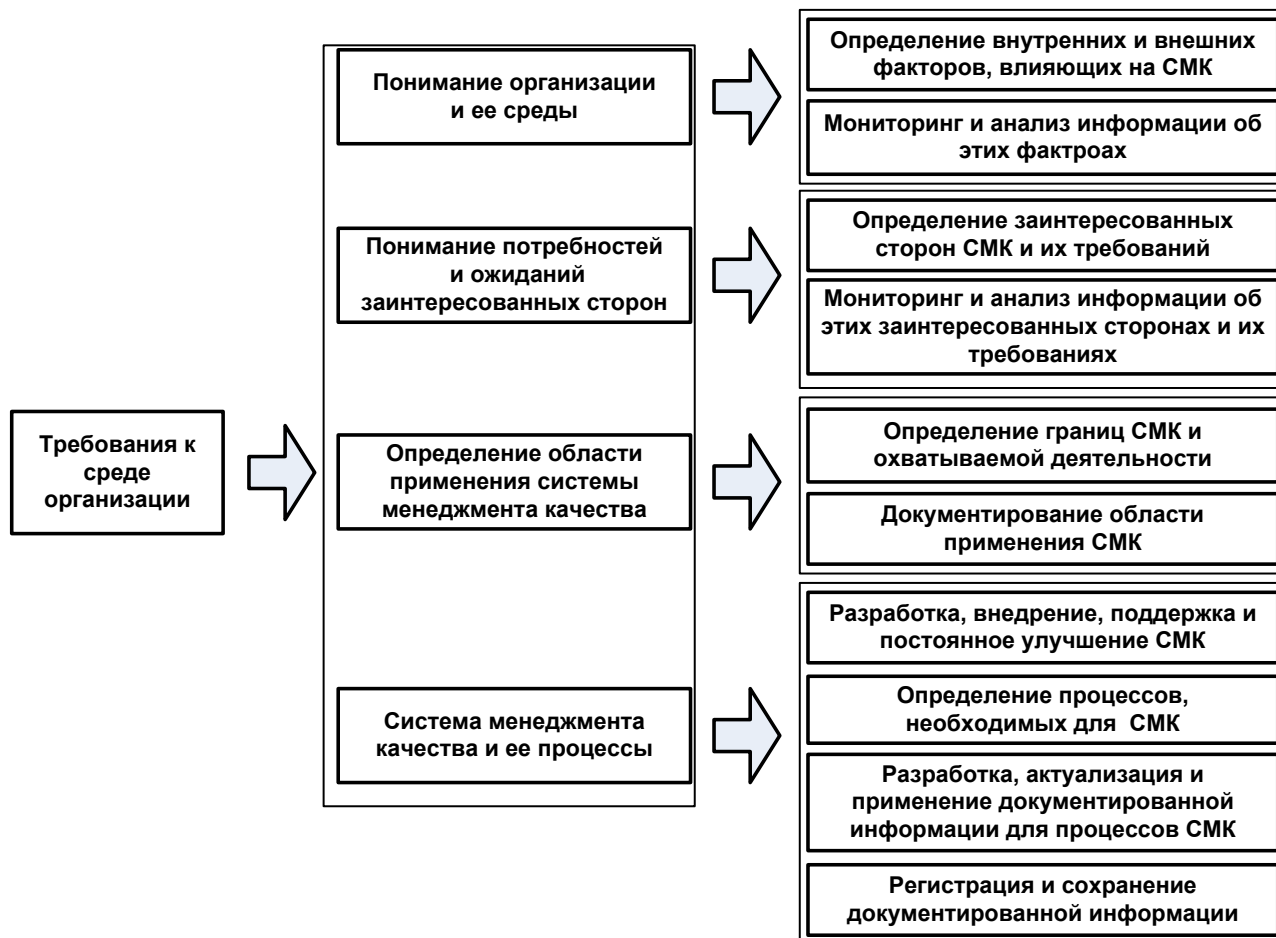 Требования к
среде
организации
Понимание организации
и ее среды
Понимание потребностей
и ожиданий
заинтересованных сторон
Определение области
применения системы
менеджмента качества
Система менеджмента
качества и ее процессы
Определение внутренних и внешних
факторов, влияющих на СМК
Мониторинг и анализ информации об
этих фактроах
Определение заинтересованных
сторон СМК и их требований
Мониторинг и анализ информации об
этих заинтересованных сторонах и их
требованиях
Определение границ СМК и
охватываемой деятельности
Документирование области
применения СМК
Разработка, внедрение, поддержка и
постоянное улучшение СМК
Определение процессов,
необходимых для СМК
Разработка, актуализация и
применение документированной
информации для процессов СМК
Регистрация и сохранение
документированной информации